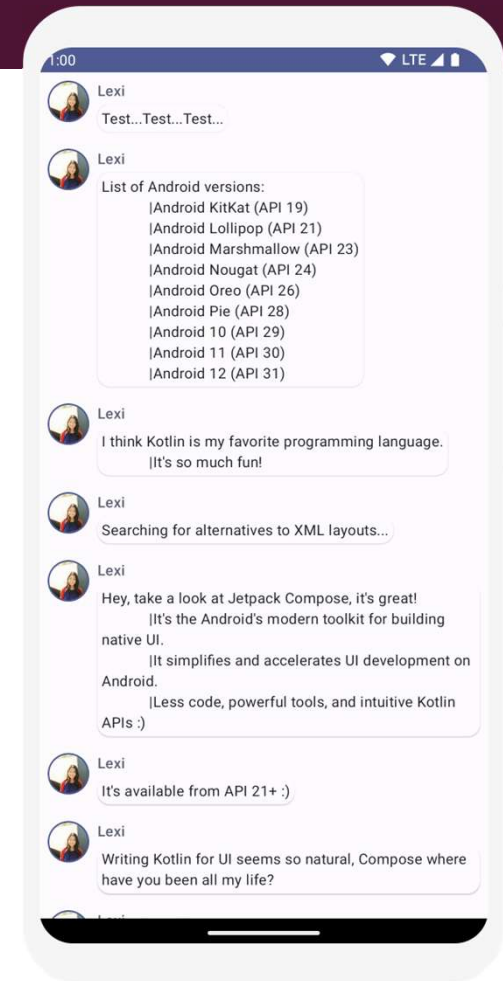 1:00 LTE
Lexi
Test...Test...Test...
Lexi
List of Android versions:
|Android KitKat (API 19)
|Android Lollipop (API 21)
|Android Marshmallow (API 23)
|Android Nougat (API 24)
|Android Oreo (API 26)
|Android Pie (API 28)
|Android 10 (API 29)
|Android 11 (API 30)
|Android 12 (API 31)
Lexi
I think Kotlin is my favorite programming language.
|It's so much fun!
Lexi
Searching for alternatives to XML layouts...
Lexi
Hey, take a look at Jetpack Compose, it's great!
|It's the Android's modern toolkit for building
native UI.
|It simplifies and accelerates UI development on
Android.
|Less code, powerful tools, and intuitive Kotlin
APIs :)
Lexi
It's available from API 21+ :)
Lexi
Writing Kotlin for UI seems so natural, Compose where
have you been all my life?